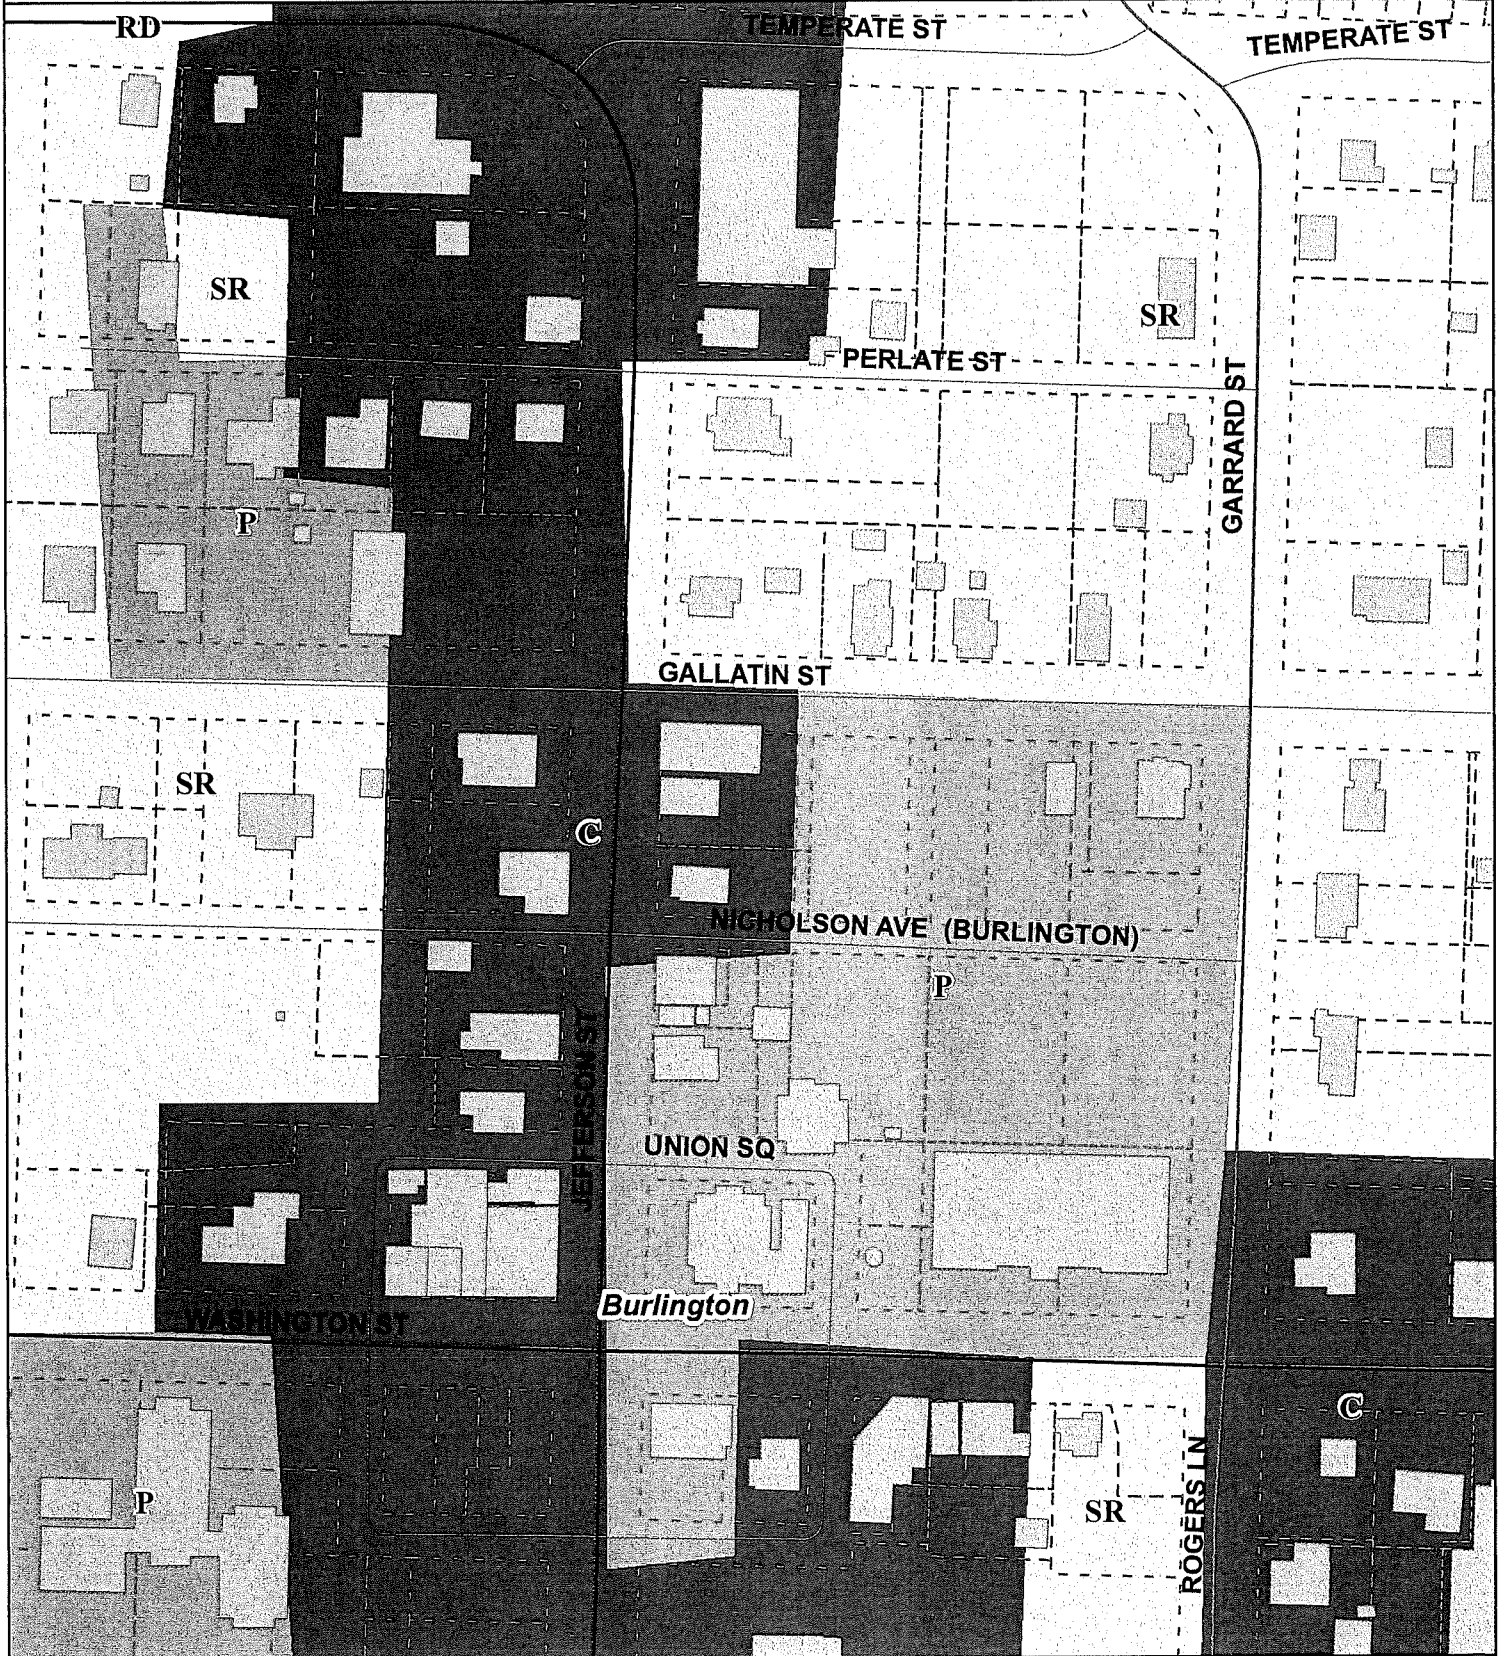 RD
TEMPERATE ST
TEMPERATE ST
SR
SR
PERLATE ST
GARRARD ST
P
GALLATIN ST
SR
C
NICHOLSON AVE (BURLINGTON)
P
JEFFERSON ST
UNION SQ
Burlington
WASHINGTON ST
C
P
SR
ROGERS LN